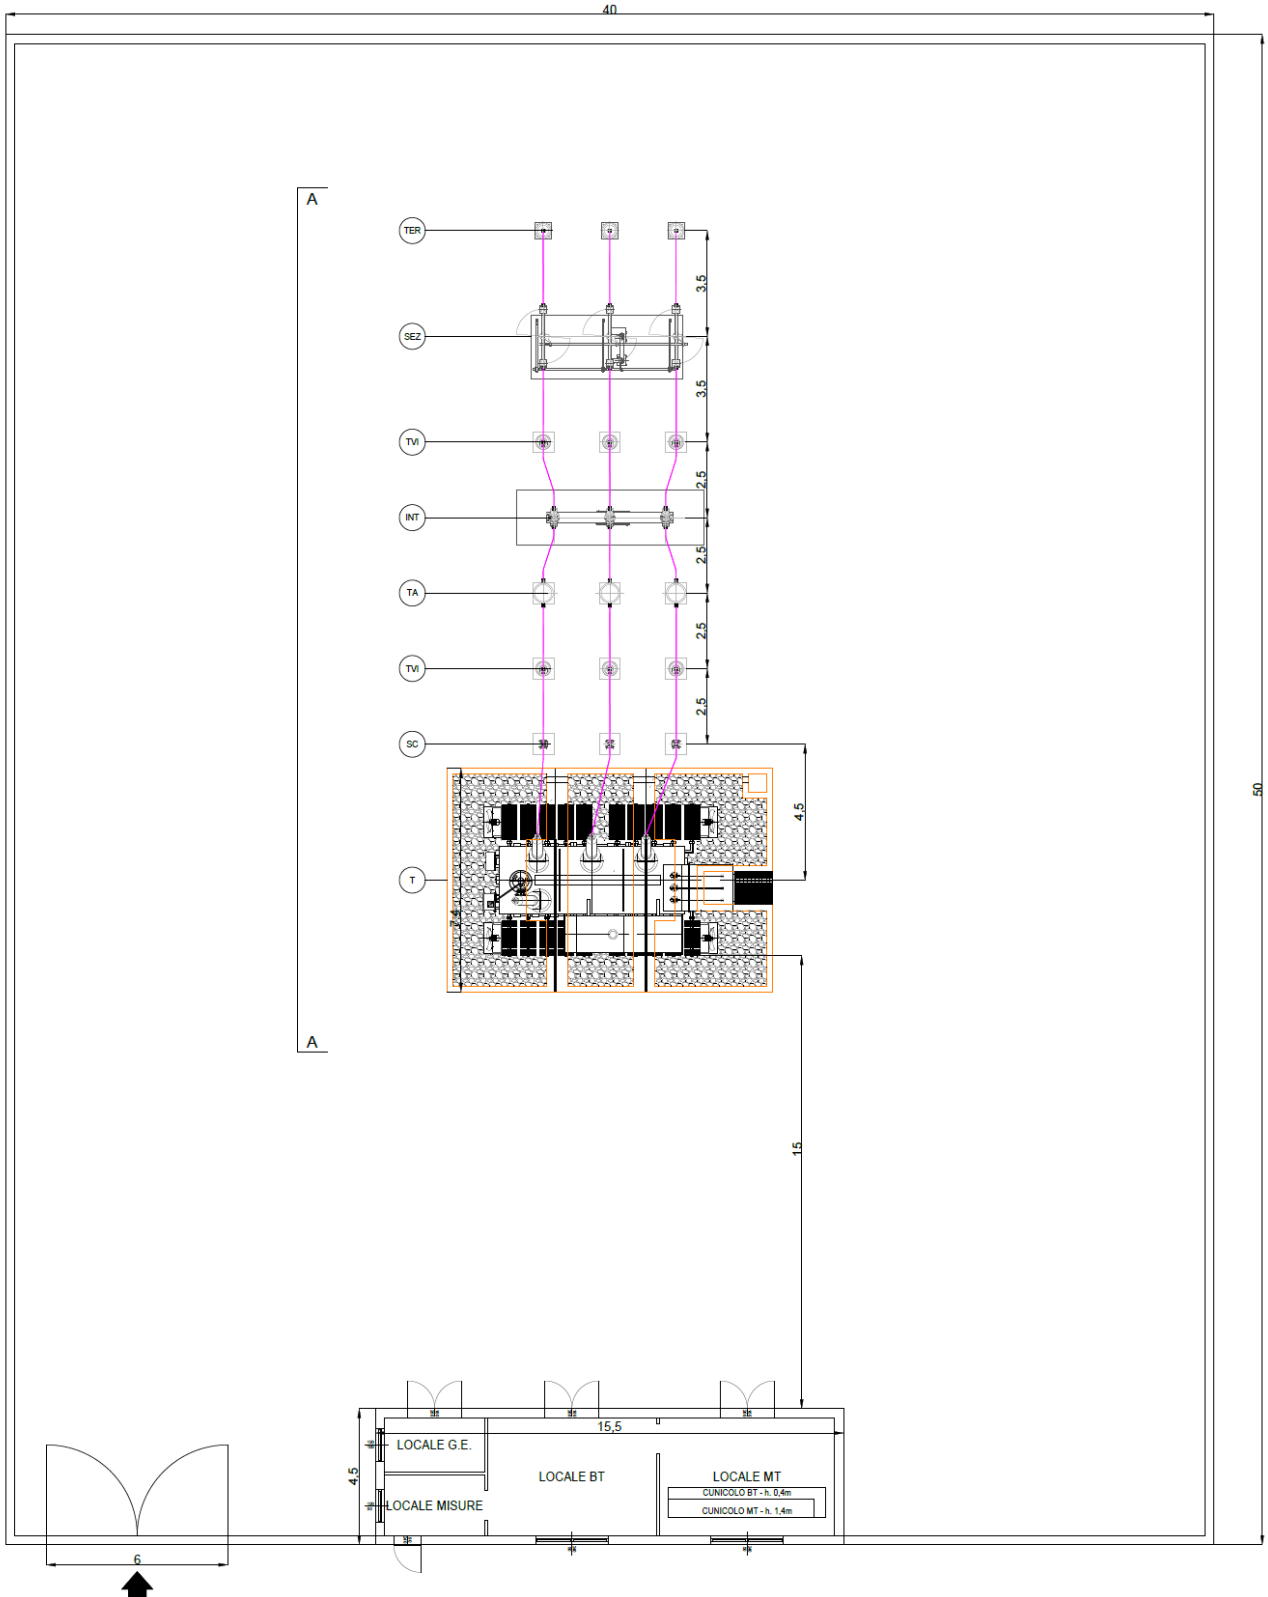 40
A
TER
3,5
SEZ
3,5
TVI
2,5
INT
2,5
TA
2,5
TVI
2,5
SC
4,5
50
T
A
15
15,5
LOCALE G.E.
4,5
LOCALE BT
LOCALE MT
CUNICOLO BT - h. 0,4m
LOCALE MISURE
CUNICOLO MT - h. 1,4m
6